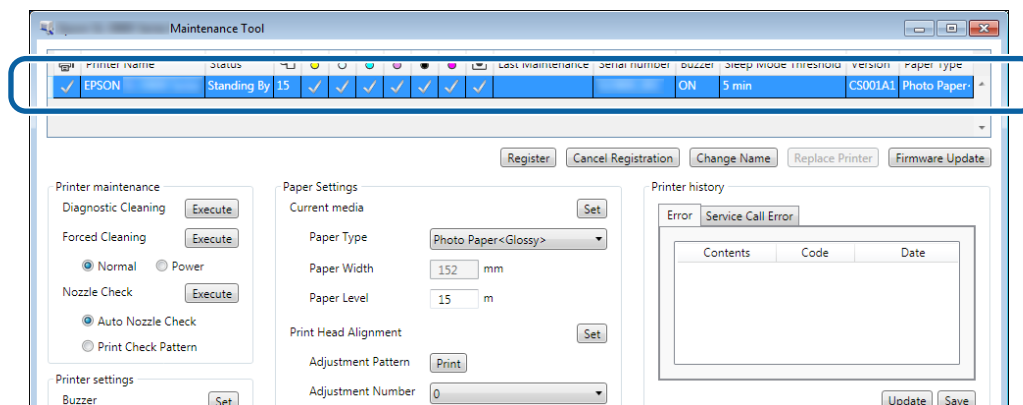 Maintenance Tool
Printer Name Status Last Maintenance Serial number Buzzer Sleep Mode Threshold Version Paper Type
EPSON Standing By 15 ON 5 min CS001A1 Photo Paper
Register Cancel Registration Change Name Replace Printer Firmware Update
Printer maintenance
Diagnostic Cleaning Execute
Forced Cleaning Execute
Normal Power
Nozzle Check Execute
Auto Nozzle Check
Print Check Pattern
Printer settings
Buzzer Set
Paper Settings
Current media Set
Paper Type Photo Paper<Glossy>
Paper Width 152 mm
Paper Level 15 m
Print Head Alignment Set
Adjustment Pattern Print
Adjustment Number 0
Printer history
Error Service Call Error
Contents Code Date
Update Save